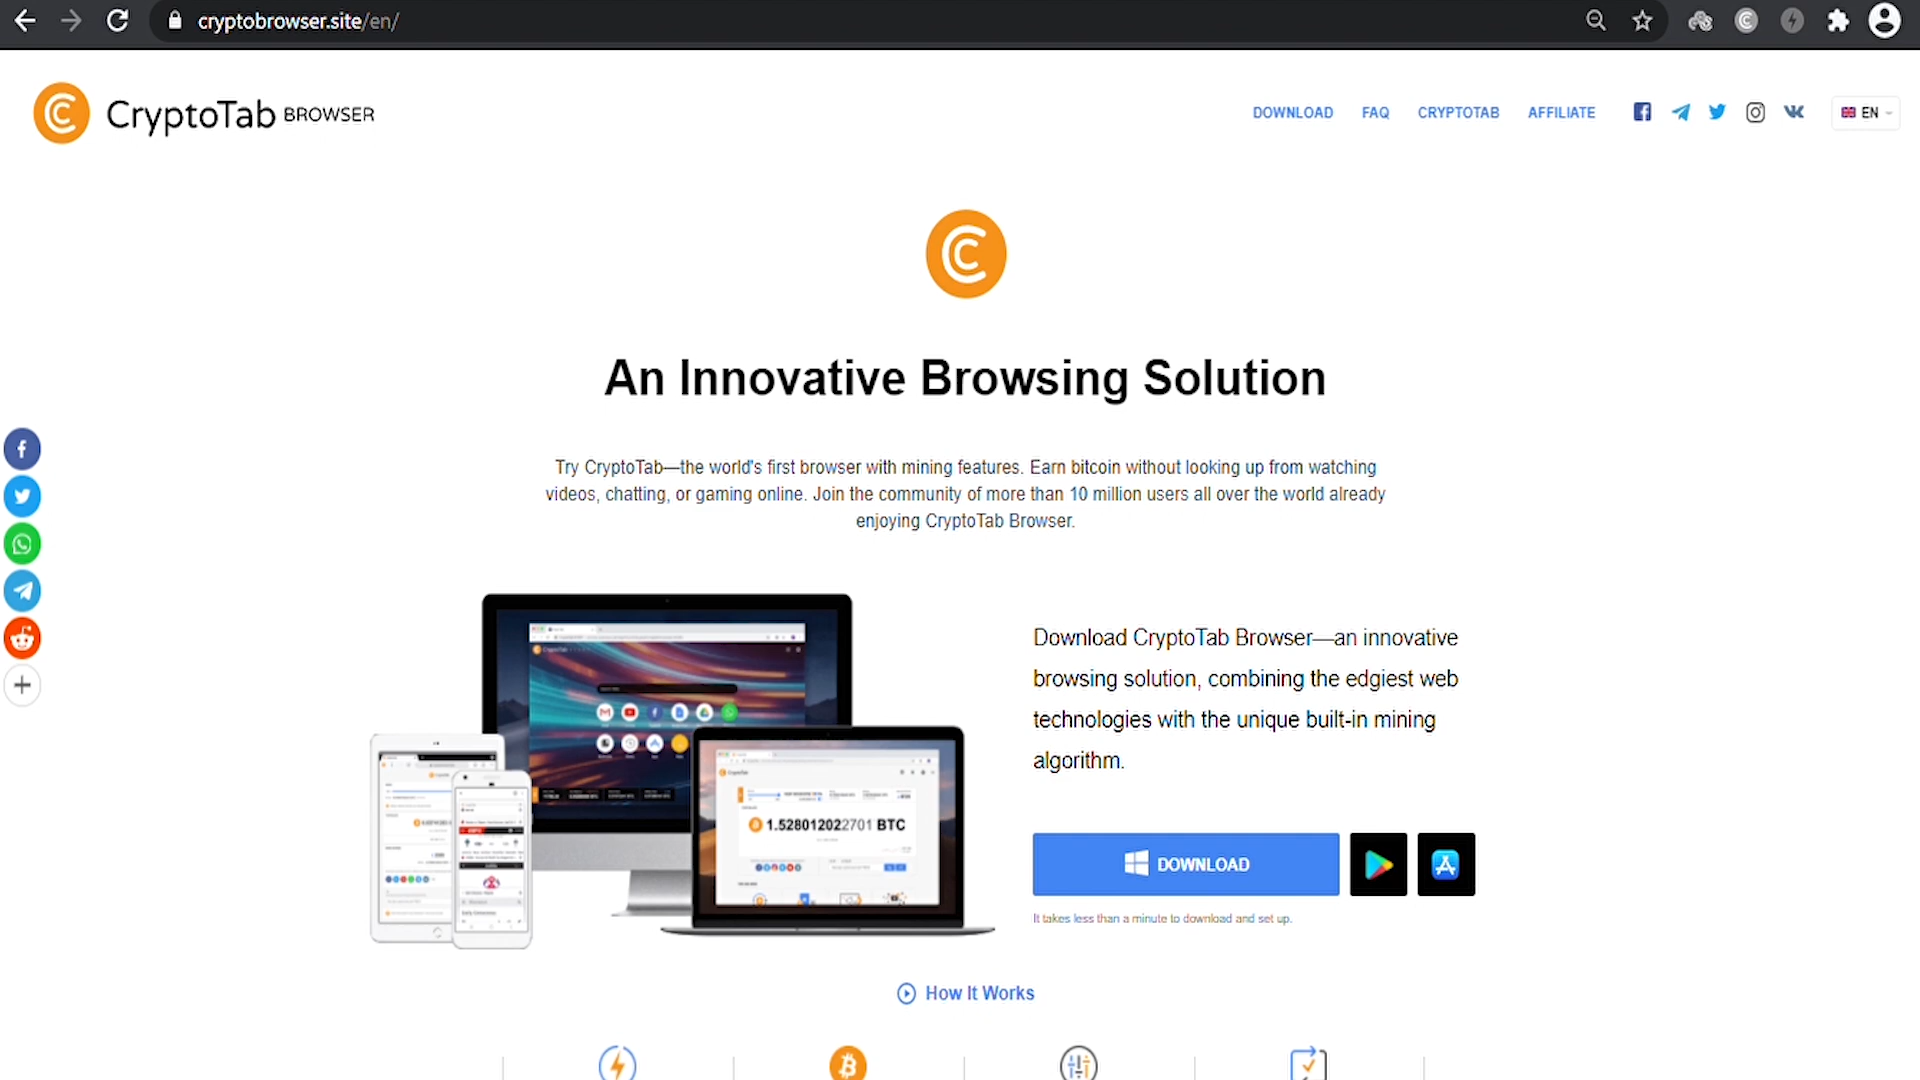 cryptobrowser.site/en/
CryptoTab BROWSER
DOWNLOAD FAQ CRYPTOTAB AFFILIATE EN
An Innovative Browsing Solution
Try CryptoTab—the world's first browser with mining features. Earn bitcoin without looking up from watching
videos, chatting, or gaming online. Join the community of more than 10 million users all over the world already
enjoying CryptoTab Browser.
Download CryptoTab Browser—an innovative
browsing solution, combining the edgiest web
technologies with the unique built-in mining
algorithm.
1.528012022701 BTC
DOWNLOAD
It takes less than a minute to download and set up.
How It Works